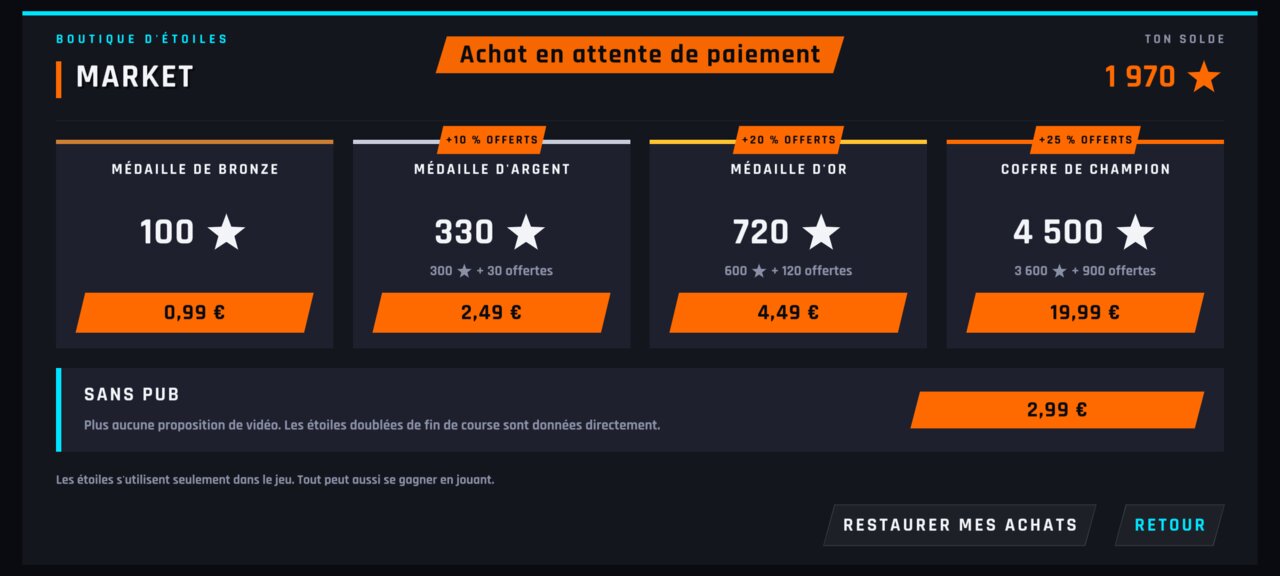 BOUTIQUE D'ÉTOILES
MARKET
Achat en attente de paiement
TON SOLDE
1 970 ★
+10 % OFFERTS
+20 % OFFERTS
+25 % OFFERTS
MÉDAILLE DE BRONZE
100 ★
0,99 €
MÉDAILLE D'ARGENT
330 ★
300 ★ + 30 offertes
2,49 €
MÉDAILLE D'OR
720 ★
600 ★ + 120 offertes
4,49 €
COFFRE DE CHAMPION
4 500 ★
3 600 ★ + 900 offertes
19,99 €
SANS PUB
Plus aucune proposition de vidéo. Les étoiles doublées de fin de course sont données directement.
2,99 €
Les étoiles s'utilisent seulement dans le jeu. Tout peut aussi se gagner en jouant.
RESTAURER MES ACHATS
RETOUR